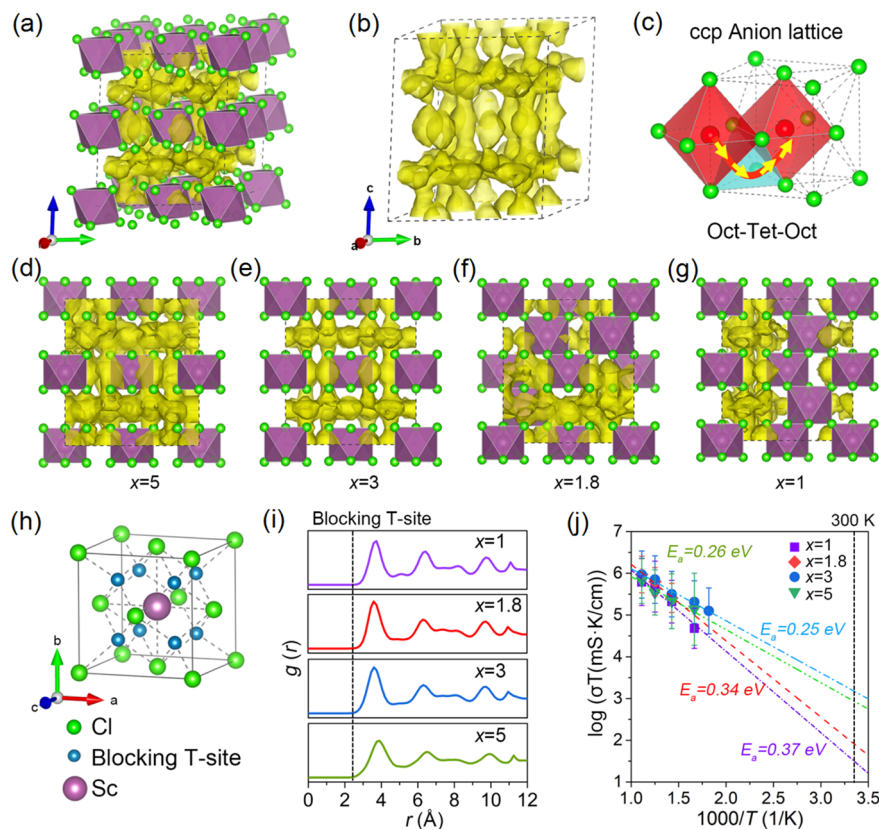 (a)
(b)
c
a
b
(c)
ccp Anion lattice
Oct-Tet-Oct
(d)
x=5
(e)
x=3
(f)
x=1.8
(g)
x=1
(h)
b
a
c
Cl
Blocking T-site
Sc
(i)
Blocking T-site
x=1
x=1.8
x=3
x=5
g (r)
0 2 4 6 8 10 12
r (Å)
(j)
300 K
7
6
5
4
3
2
1
log (σT(mS·K/cm))
Ea=0.26 eV
x=1
x=1.8
x=3
x=5
Ea=0.25 eV
Ea=0.34 eV
Ea=0.37 eV
1.0 1.5 2.0 2.5 3.0 3.5
1000/T (1/K)